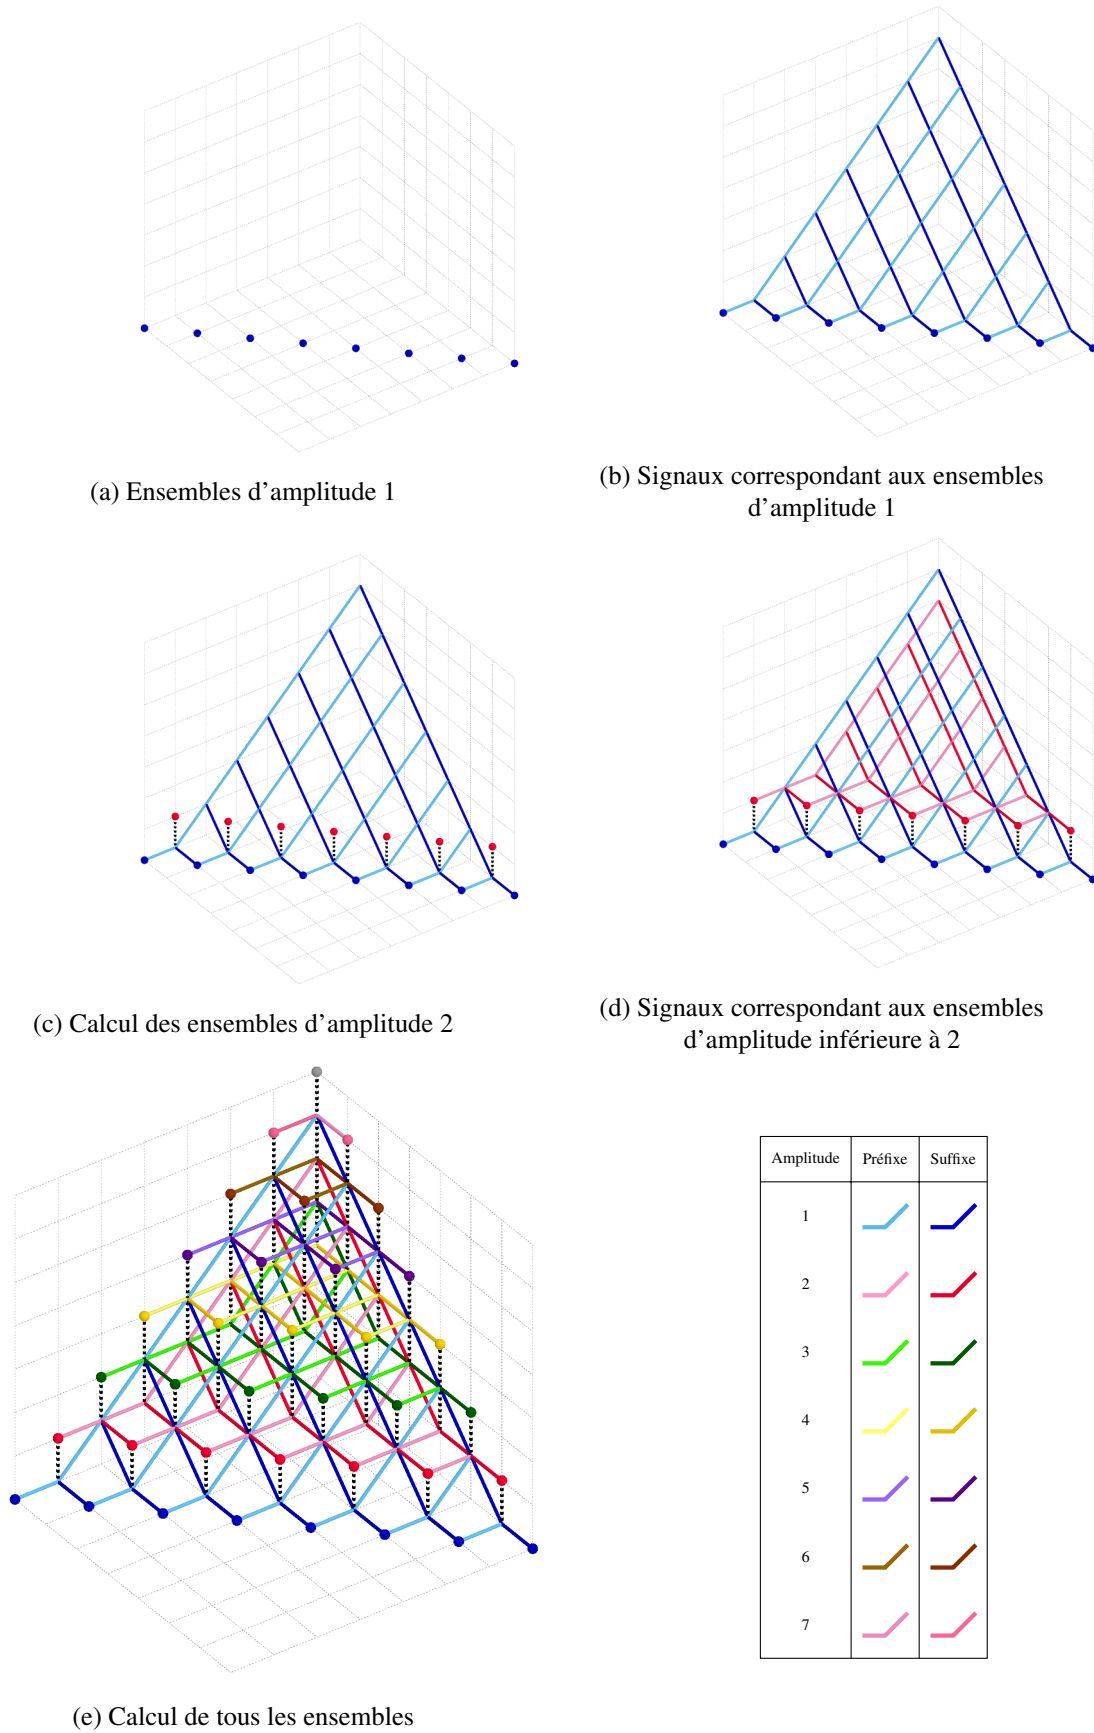 (a) Ensembles d'amplitude 1
(b) Signaux correspondant aux ensembles
d'amplitude 1
(c) Calcul des ensembles d'amplitude 2
(d) Signaux correspondant aux ensembles
d'amplitude inférieure à 2
Amplitude Préfixe Suffixe
1
2
3
4
5
6
7
(e) Calcul de tous les ensembles